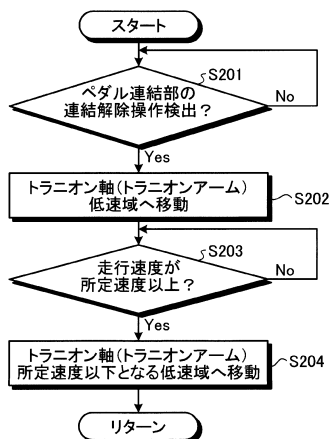 スタート
S201
ペダル連結部の
連結解除操作検出？
No
Yes
トラニオン軸(トラニオンアーム)
低速域へ移動
S202
S203
走行速度が
所定速度以上？
No
Yes
トラニオン軸(トラニオンアーム)
所定速度以下となる低速域へ移動
S204
リターン